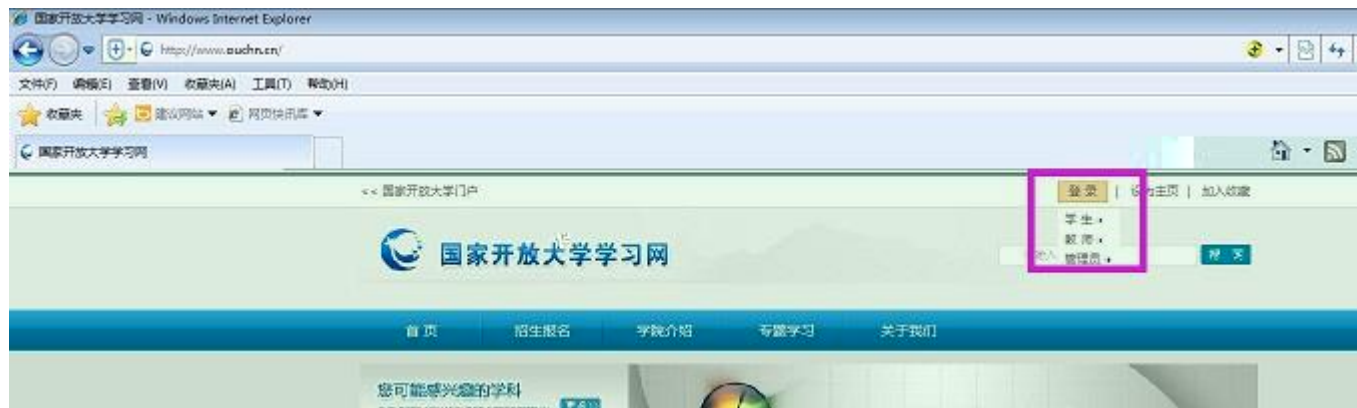 国家开放大学学习网 - Windows Internet Explorer
http://www.ouchn.cn/
文件(F) 编辑(E) 查看(V) 收藏夹(A) 工具(T) 帮助(H)
收藏夹 建议网站 网页快讯库
国家开放大学学习网
<< 国家开放大学门户 登录 | 设为主页 | 加入收藏
学生
教师
管理员
国家开放大学学习网
搜索
首页 招生报名 学院介绍 专题学习 关于我们
您可能感兴趣的学科